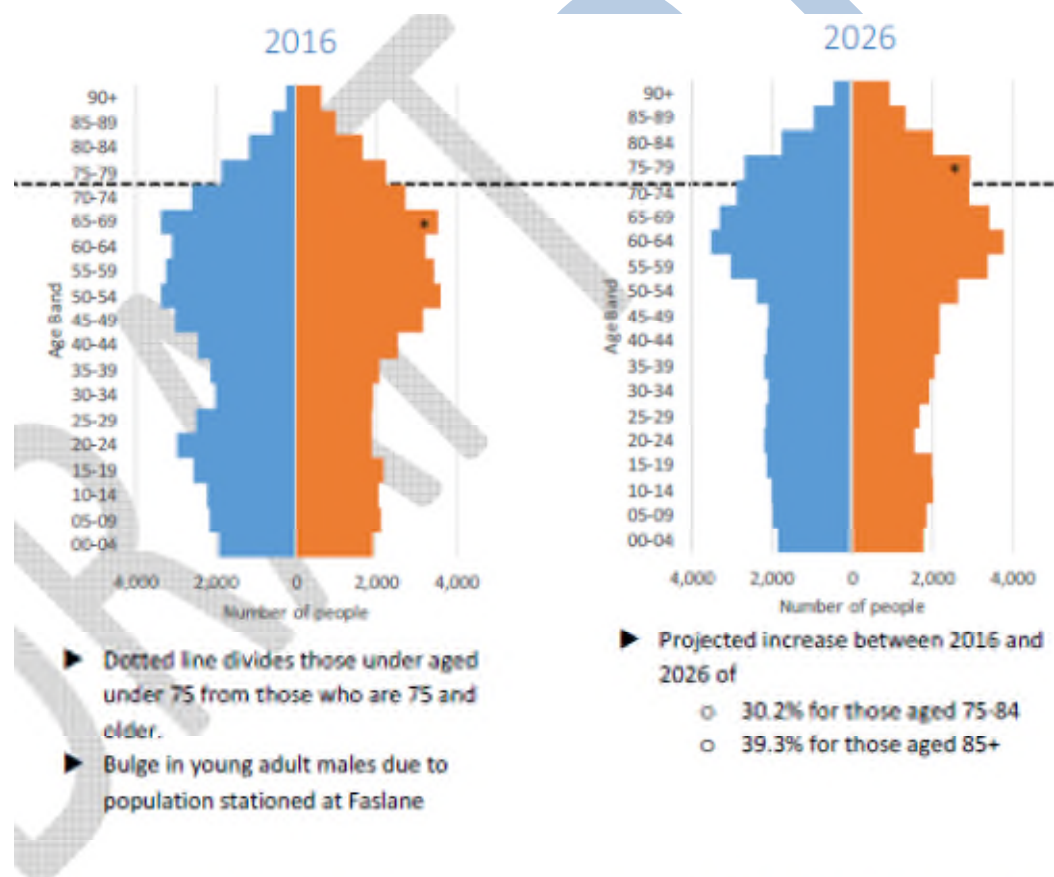 2016
90+
85-89
80-84
75-79
70-74
65-69
60-64
55-59
50-54
45-49
40-44
35-39
30-34
25-29
20-24
15-19
10-14
05-09
00-04
Age Band
4,000 2,000 0 2,000 4,000
Number of people
▶ Dotted line divides those under aged
under 75 from those who are 75 and
older.
▶ Bulge in young adult males due to
population stationed at Faslane
2026
90+
85-89
80-84
75-79
70-74
65-69
60-64
55-59
50-54
45-49
40-44
35-39
30-34
25-29
20-24
15-19
10-14
05-09
00-04
Age Band
4,000 2,000 0 2,000 4,000
Number of people
▶ Projected increase between 2016 and
2026 of
o 30.2% for those aged 75-84
o 39.3% for those aged 85+